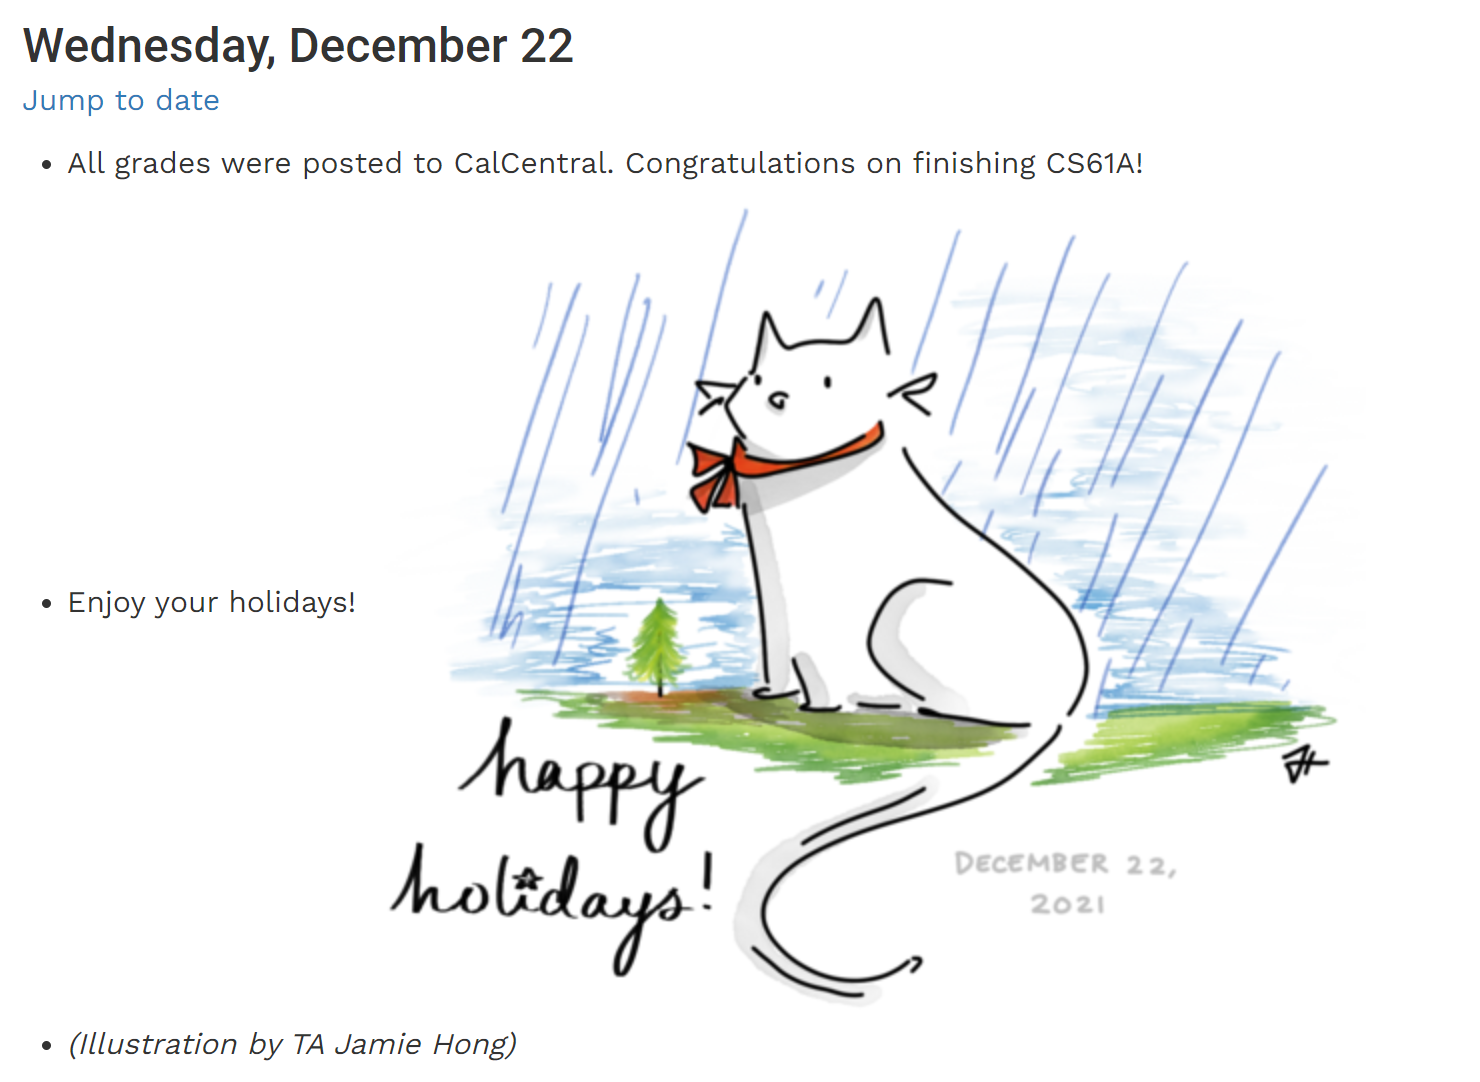 Wednesday, December 22
Jump to date
All grades were posted to CalCentral. Congratulations on finishing CS61A!
Enjoy your holidays!
happy
holidays!
DECEMBER 22,
2021
JH
(Illustration by TA Jamie Hong)